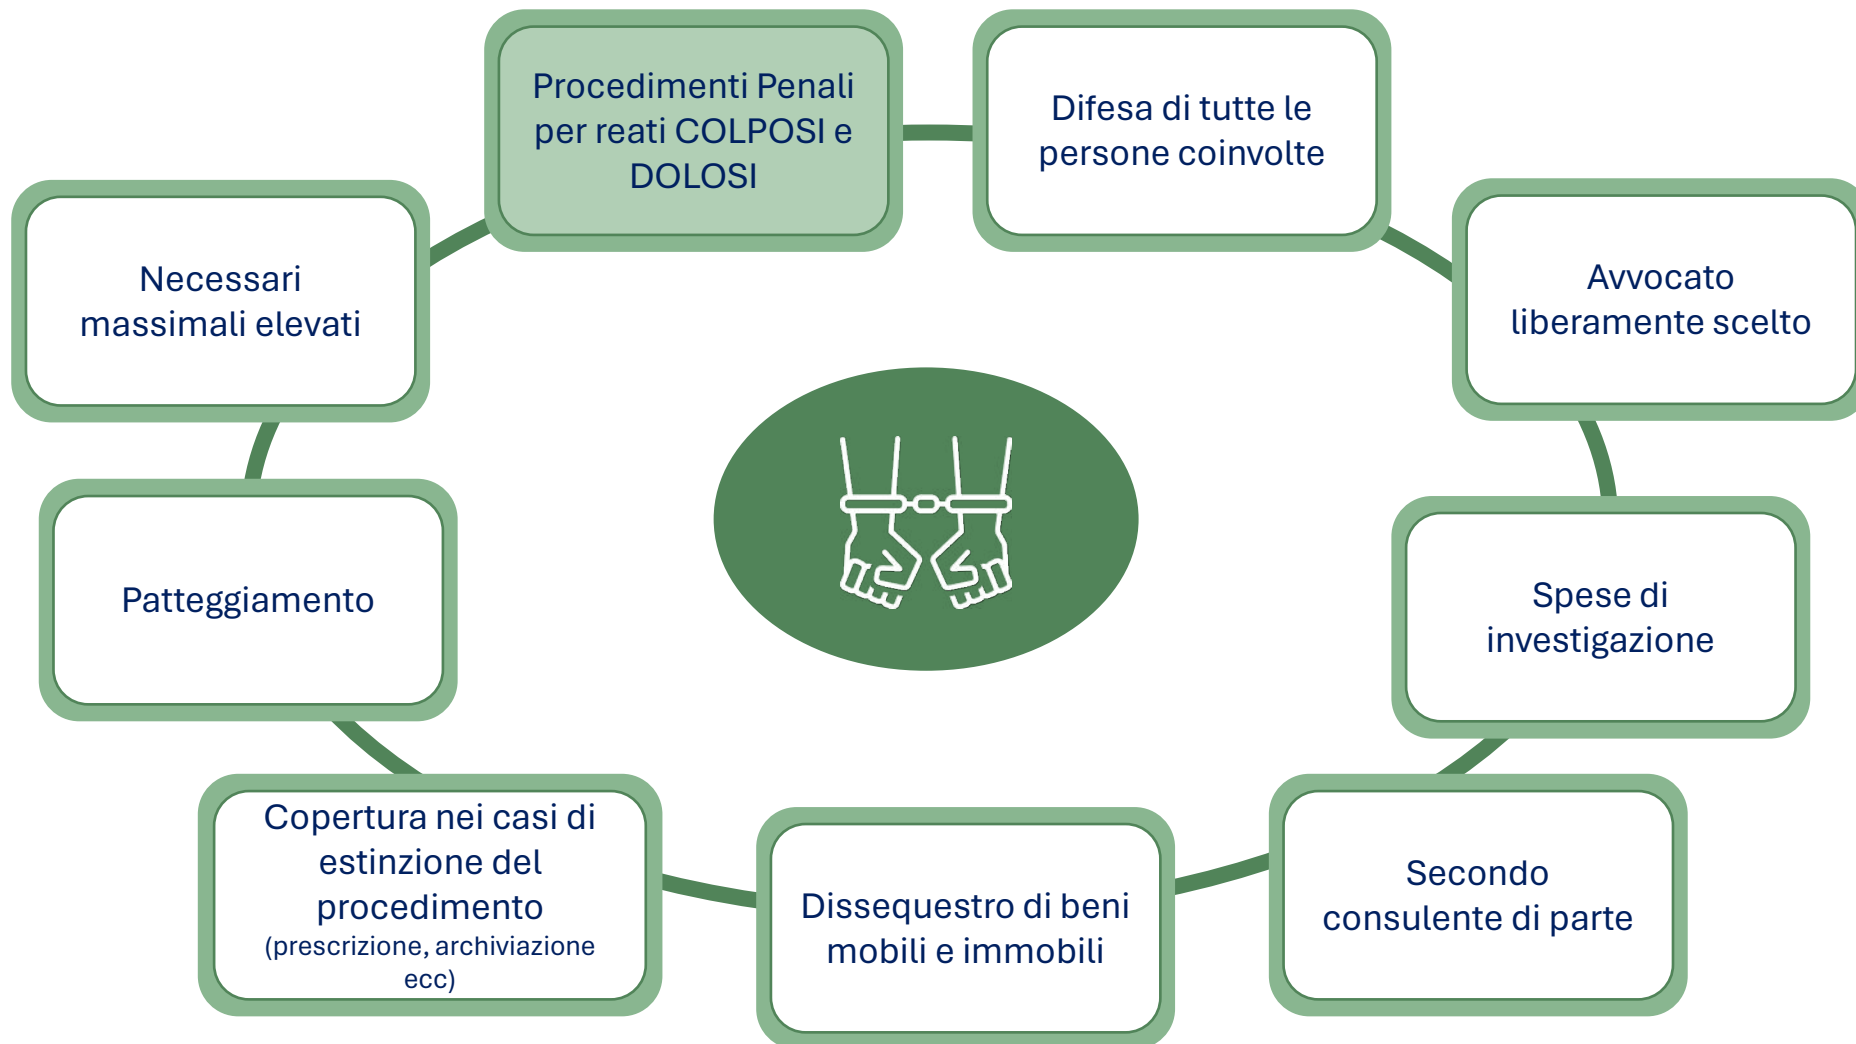 Procedimenti Penali
per reati COLPOSI e
DOLOSI
Difesa di tutte le
persone coinvolte
Avvocato
liberamente scelto
Spese di
investigazione
Secondo
consulente di parte
Dissequestro di beni
mobili e immobili
Copertura nei casi di
estinzione del
procedimento
(prescrizione, archiviazione
ecc)
Patteggiamento
Necessari
massimali elevati